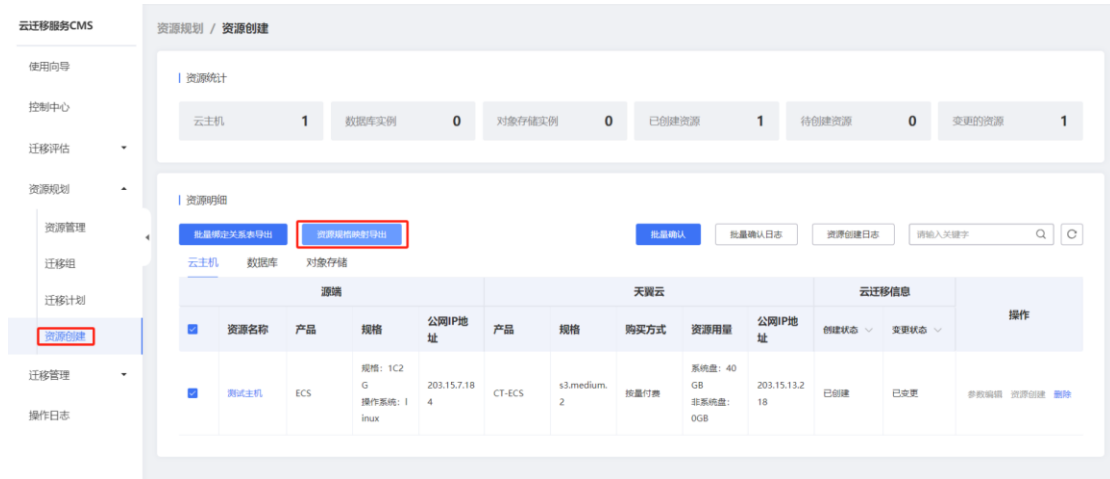 云迁移服务CMS
资源规划 / 资源创建
使用向导
控制中心
迁移评估
资源规划
资源管理
迁移组
迁移计划
资源创建
迁移管理
操作日志
资源统计
云主机 1 数据库实例 0 对象存储实例 0 已创建资源 1 待创建资源 0 变更的资源 1
资源明细
批量绑定关系表导出 资源规格映射导出 批量确认 批量确认日志 资源创建日志 请输入关键字
云主机 数据库 对象存储
源端 天翼云 云迁移信息 操作
资源名称 产品 规格 公网IP地址 产品 规格 购买方式 资源用量 公网IP地址 创建状态 变更状态
测试主机 ECS 规格：1C2G 操作系统：linux 203.15.7.184 CT-ECS s3.medium.2 按量付费 系统盘：40GB 非系统盘：0GB 203.15.13.218 已创建 已变更 参数编辑 资源创建 删除